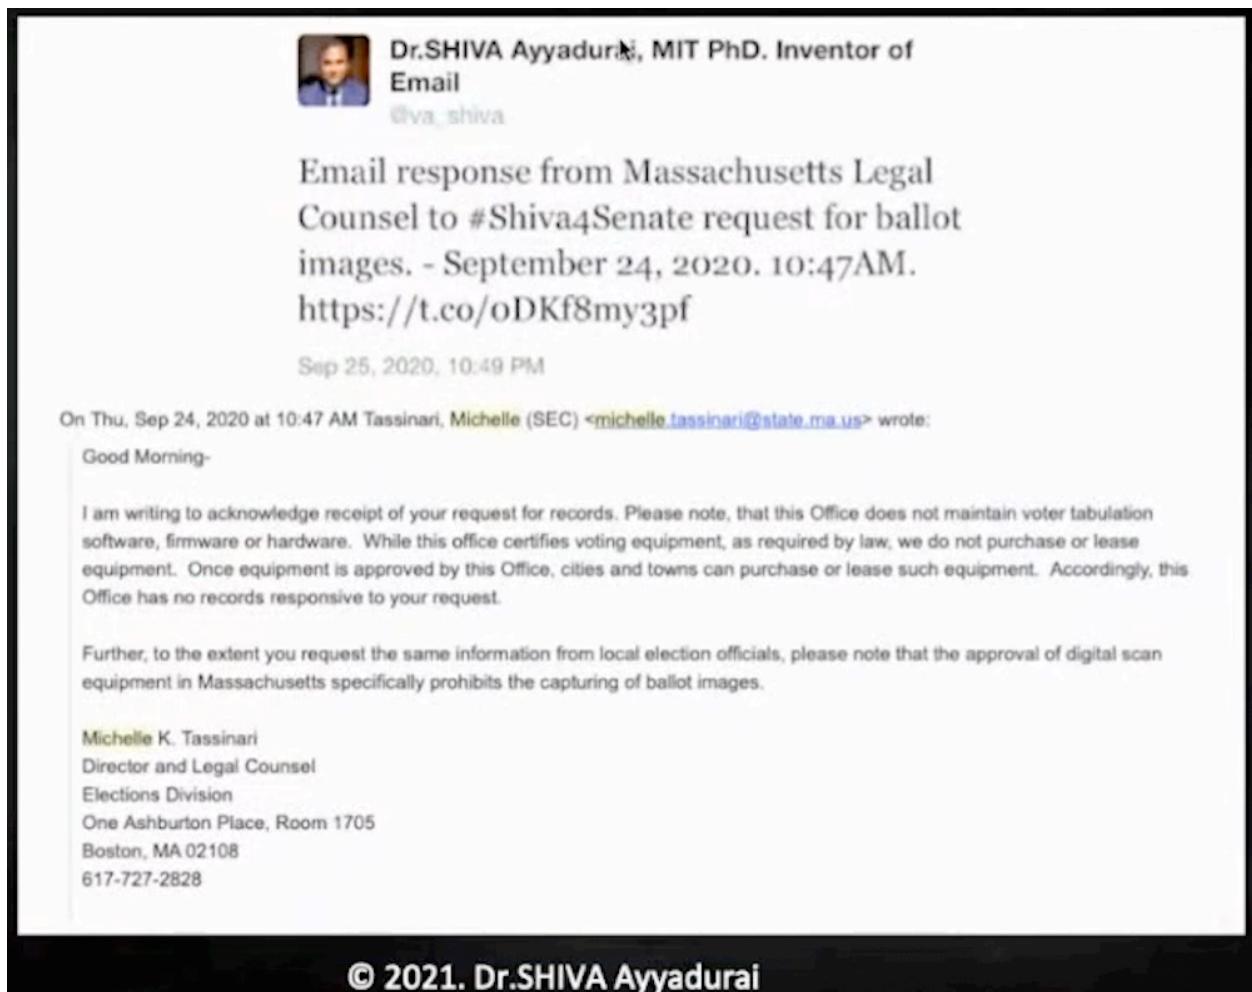 Dr.SHIVA Ayyadurai, MIT PhD. Inventor of
Email
@va_shiva
Email response from Massachusetts Legal
Counsel to #Shiva4Senate request for ballot
images. - September 24, 2020. 10:47AM.
https://t.co/0DKf8my3pf
Sep 25, 2020, 10:49 PM
On Thu, Sep 24, 2020 at 10:47 AM Tassinari, Michelle (SEC) <michelle.tassinari@state.ma.us> wrote:
Good Morning-
I am writing to acknowledge receipt of your request for records. Please note, that this Office does not maintain voter tabulation
software, firmware or hardware. While this office certifies voting equipment, as required by law, we do not purchase or lease
equipment. Once equipment is approved by this Office, cities and towns can purchase or lease such equipment. Accordingly, this
Office has no records responsive to your request.
Further, to the extent you request the same information from local election officials, please note that the approval of digital scan
equipment in Massachusetts specifically prohibits the capturing of ballot images.
Michelle K. Tassinari
Director and Legal Counsel
Elections Division
One Ashburton Place, Room 1705
Boston, MA 02108
617-727-2828
© 2021. Dr.SHIVA Ayyadurai